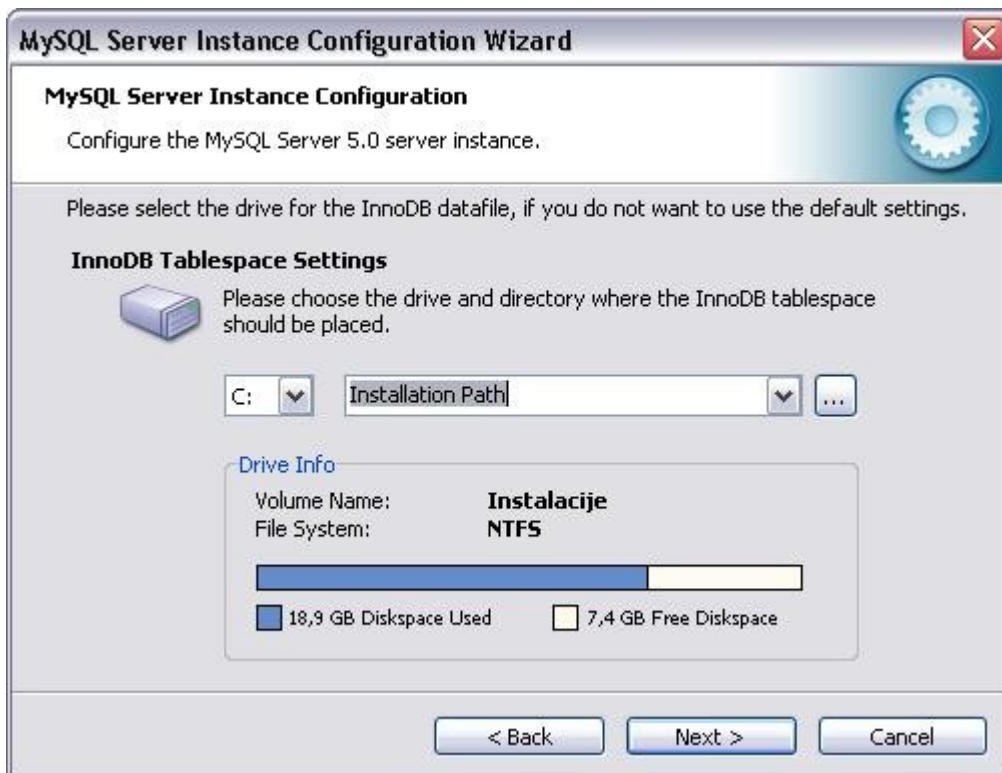 MySQL Server Instance Configuration Wizard
MySQL Server Instance Configuration
Configure the MySQL Server 5.0 server instance.
Please select the drive for the InnoDB datafile, if you do not want to use the default settings.
InnoDB Tablespace Settings
Please choose the drive and directory where the InnoDB tablespace
should be placed.
C: Installation Path ...
Drive Info
Volume Name: Instalacije
File System: NTFS
18,9 GB Diskspace Used 7,4 GB Free Diskspace
< Back Next > Cancel